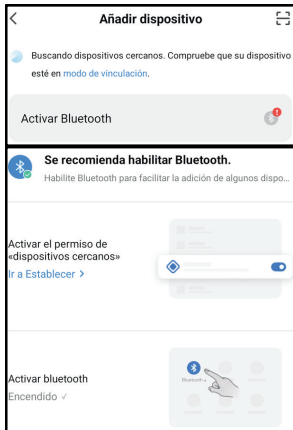 Añadir dispositivo
Buscando dispositivos cercanos. Compruebe que su dispositivo
esté en modo de vinculación.
Activar Bluetooth
Se recomienda habilitar Bluetooth.
Habilite Bluetooth para facilitar la adición de algunos dispo...
Activar el permiso de
«dispositivos cercanos»
Ir a Establecer >
Bluetooth
Activar bluetooth
Encendido ✓